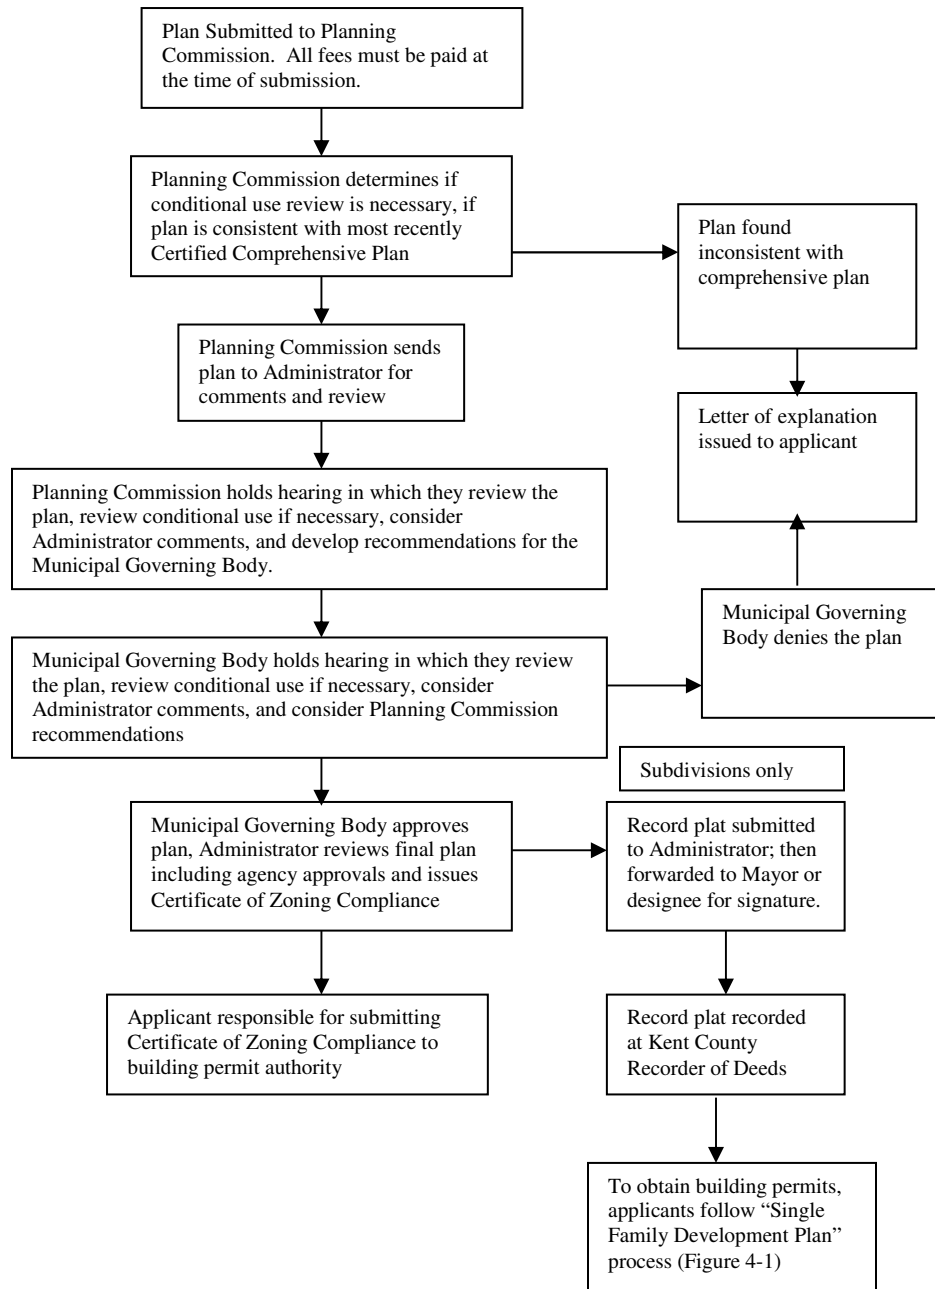 Plan Submitted to Planning
Commission.  All fees must be paid at
the time of submission.
Planning Commission determines if
conditional use review is necessary, if
plan is consistent with most recently
Certified Comprehensive Plan
Plan found
inconsistent with
comprehensive plan
Planning Commission sends
plan to Administrator for
comments and review
Letter of explanation
issued to applicant
Planning Commission holds hearing in which they review the
plan, review conditional use if necessary, consider
Administrator comments, and develop recommendations for the
Municipal Governing Body.
Municipal Governing
Body denies the plan
Municipal Governing Body holds hearing in which they review
the plan, review conditional use if necessary, consider
Administrator comments, and consider Planning Commission
recommendations
Subdivisions only
Municipal Governing Body approves
plan, Administrator reviews final plan
including agency approvals and issues
Certificate of Zoning Compliance
Record plat submitted
to Administrator; then
forwarded to Mayor or
designee for signature.
Applicant responsible for submitting
Certificate of Zoning Compliance to
building permit authority
Record plat recorded
at Kent County
Recorder of Deeds
To obtain building permits,
applicants follow “Single
Family Development Plan”
process (Figure 4-1)